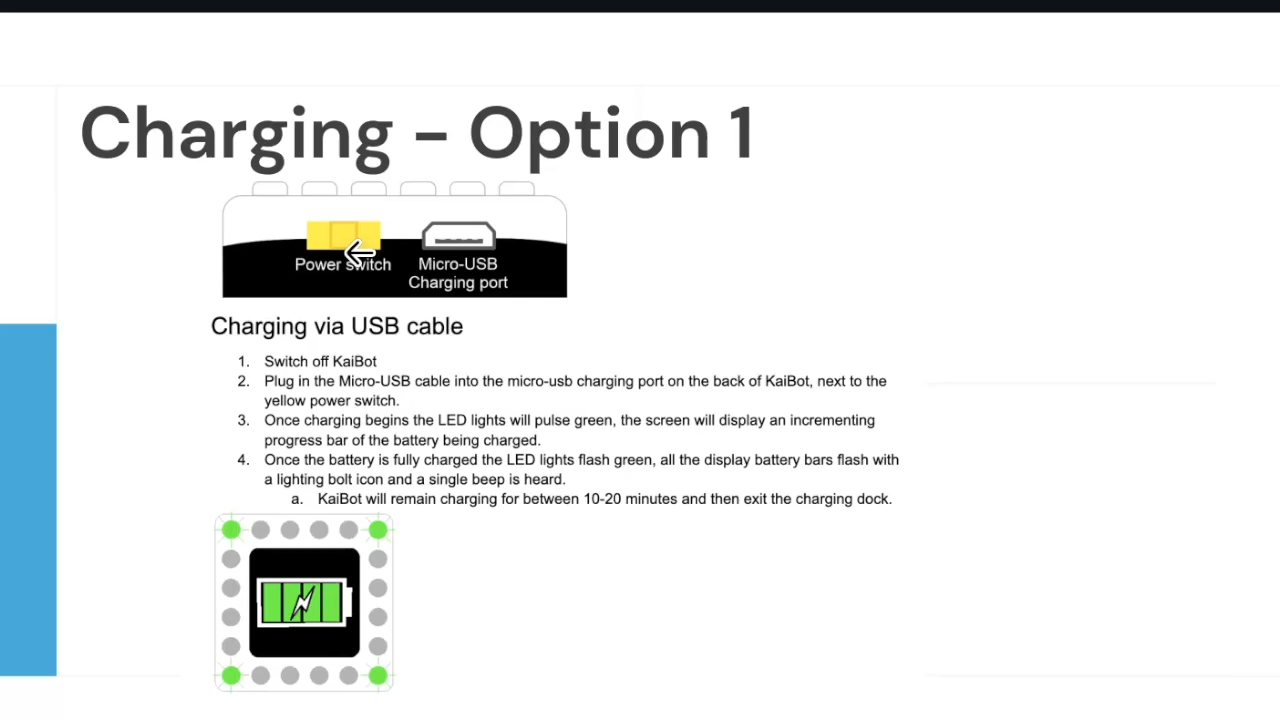 Charging – Option 1
Power switch
Micro-USB
Charging port
Charging via USB cable
1. Switch off KaiBot
2. Plug in the Micro-USB cable into the micro-usb charging port on the back of KaiBot, next to the
yellow power switch.
3. Once charging begins the LED lights will pulse green, the screen will display an incrementing
progress bar of the battery being charged.
4. Once the battery is fully charged the LED lights flash green, all the display battery bars flash with
a lighting bolt icon and a single beep is heard.
a. KaiBot will remain charging for between 10-20 minutes and then exit the charging dock.